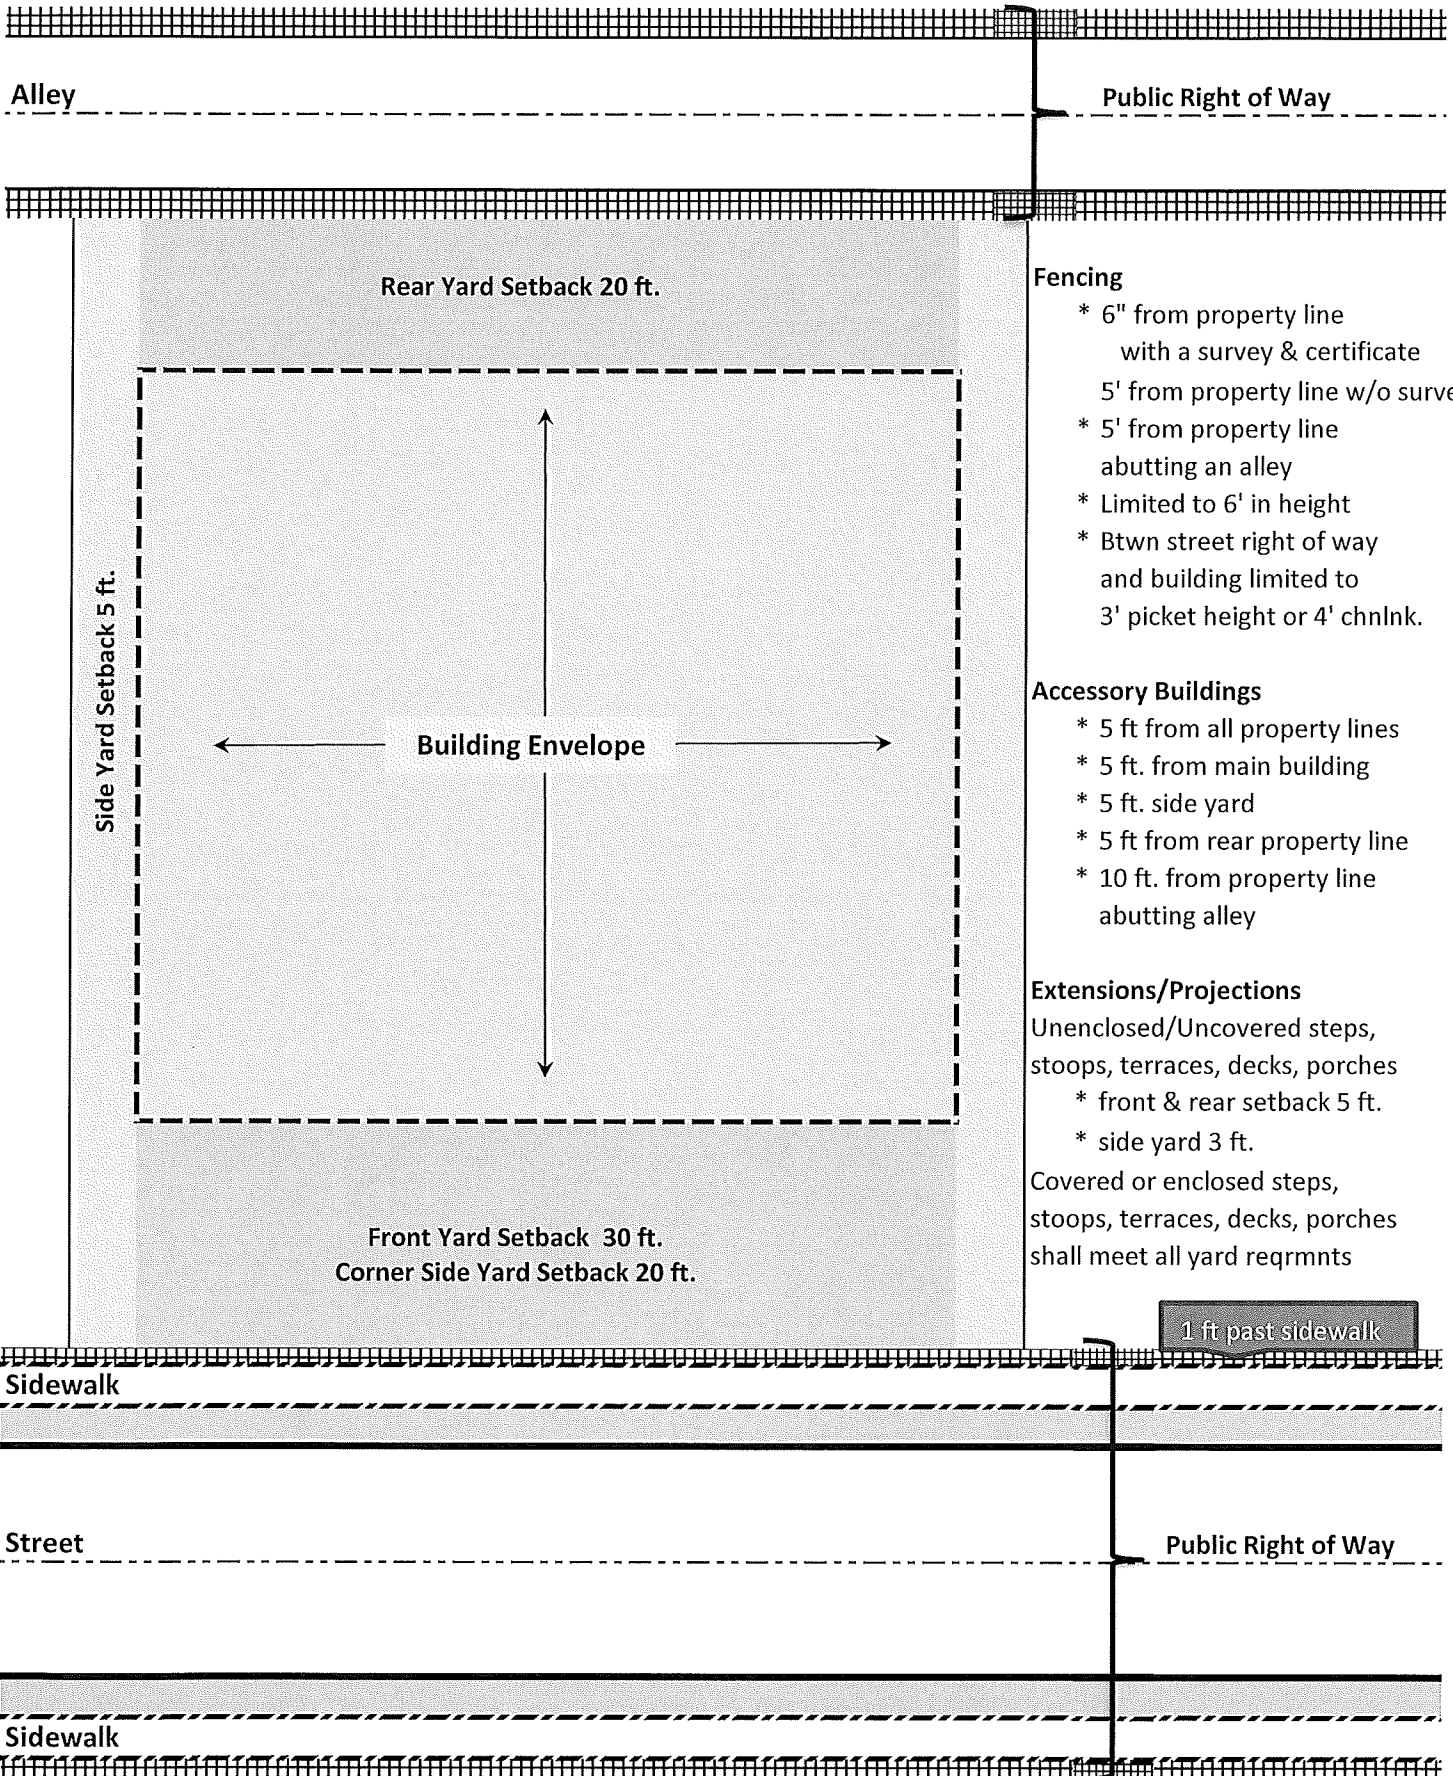 Alley
Public Right of Way
Rear Yard Setback 20 ft.
Side Yard Setback 5 ft.
Building Envelope
Front Yard Setback  30 ft.
Corner Side Yard Setback 20 ft.
Fencing
* 6" from property line
with a survey & certificate
5' from property line w/o surve
* 5' from property line
abutting an alley
* Limited to 6' in height
* Btwn street right of way
and building limited to
3' picket height or 4' chnlnk.
Accessory Buildings
* 5 ft from all property lines
* 5 ft. from main building
* 5 ft. side yard
* 5 ft from rear property line
* 10 ft. from property line
abutting alley
Extensions/Projections
Unenclosed/Uncovered steps,
stoops, terraces, decks, porches
* front & rear setback 5 ft.
* side yard 3 ft.
Covered or enclosed steps,
stoops, terraces, decks, porches
shall meet all yard reqrmnts
1 ft past sidewalk
Sidewalk
Street
Public Right of Way
Sidewalk